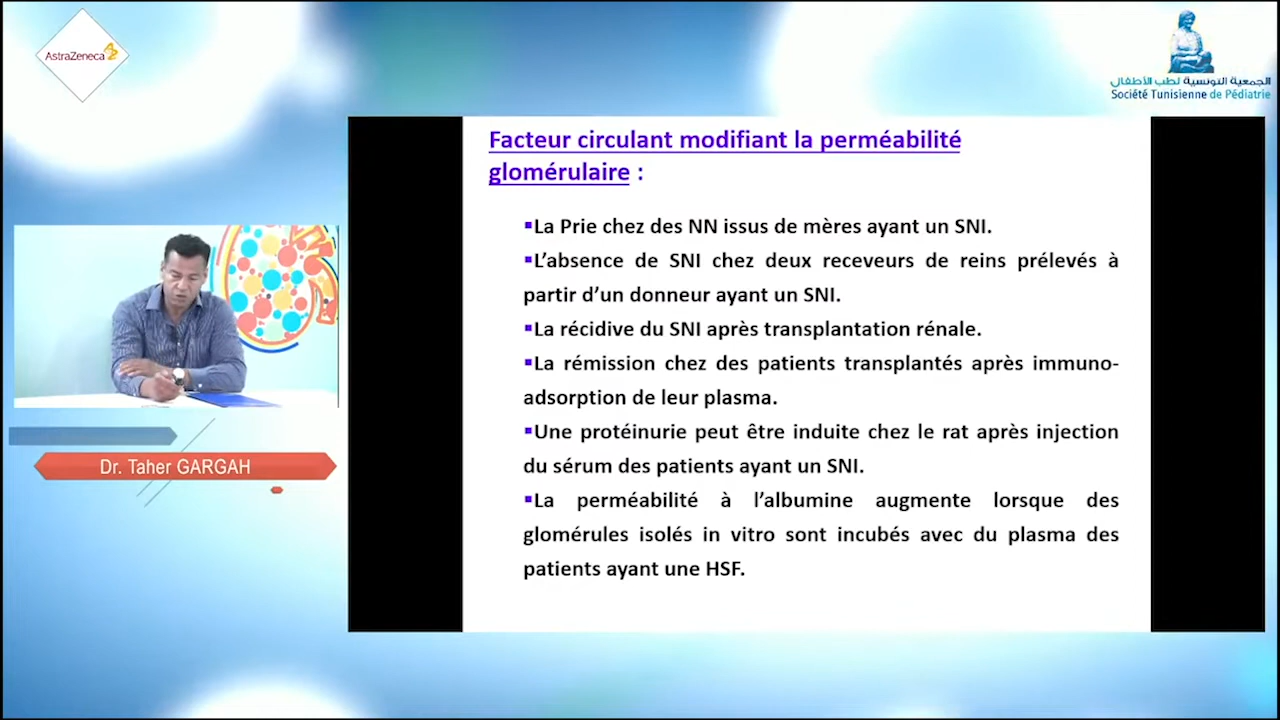 AstraZeneca
الجمعية التونسية لطب الأطفال
Société Tunisienne de Pédiatrie
Facteur circulant modifiant la perméabilité
glomérulaire :
▪La Prie chez des NN issus de mères ayant un SNI.
▪L’absence de SNI chez deux receveurs de reins prélevés à
partir d’un donneur ayant un SNI.
▪La récidive du SNI après transplantation rénale.
▪La rémission chez des patients transplantés après immuno-
adsorption de leur plasma.
▪Une protéinurie peut être induite chez le rat après injection
du sérum des patients ayant un SNI.
▪La perméabilité à l’albumine augmente lorsque des
glomérules isolés in vitro sont incubés avec du plasma des
patients ayant une HSF.
Dr. Taher GARGAH